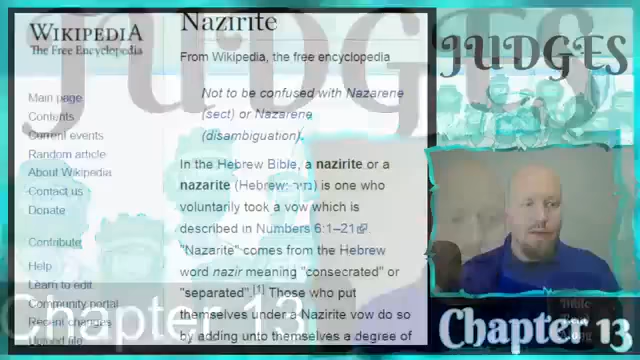 JUDGES
WIKIPEDIA
The Free Encyclopedia
Main page
Contents
Current events
Random article
About Wikipedia
Contact us
Donate
Contribute
Help
Learn to edit
Community portal
Recent changes
Upload file
Nazirite
From Wikipedia, the free encyclopedia
Not to be confused with Nazarene
(sect) or Nazarene
(disambiguation).
In the Hebrew Bible, a nazirite or a
nazarite (Hebrew: נזיר) is one who
voluntarily took a vow which is
described in Numbers 6:1–21.
"Nazarite" comes from the Hebrew
word nazir meaning "consecrated" or
"separated".[1] Those who put
themselves under a Nazirite vow do so
by adding unto themselves a degree of
Chapter 13
JUDGES
Bible
Chapter 13